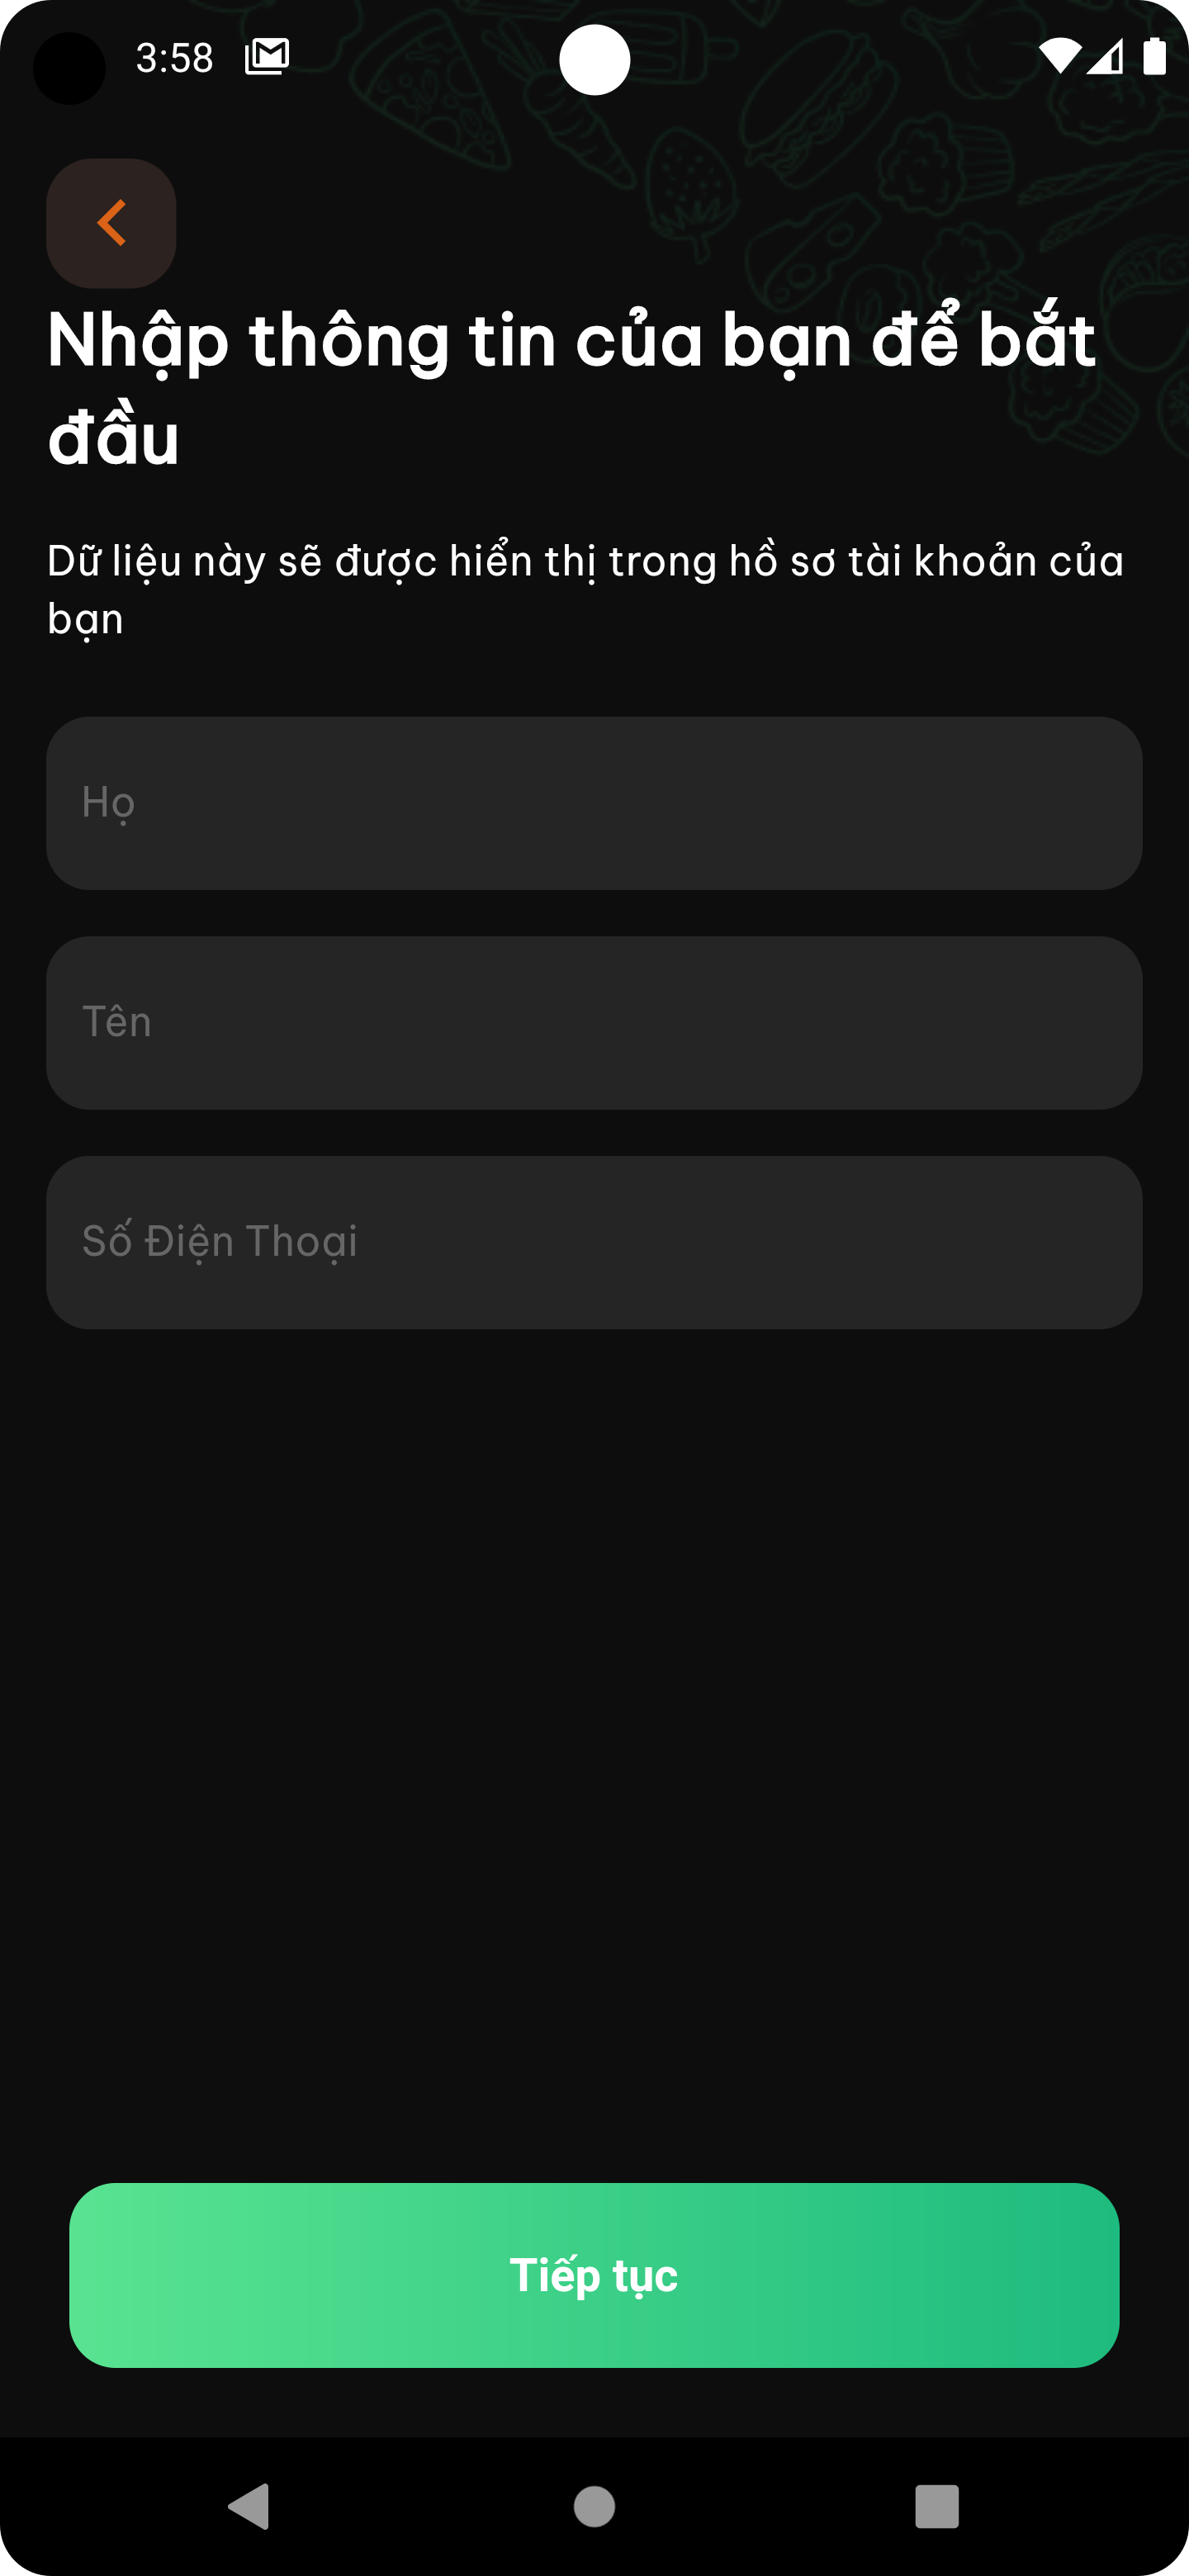 3:58
Nhập thông tin của bạn để bắt
đầu
Dữ liệu này sẽ được hiển thị trong hồ sơ tài khoản của
bạn
Họ
Tên
Số Điện Thoại
Tiếp tục